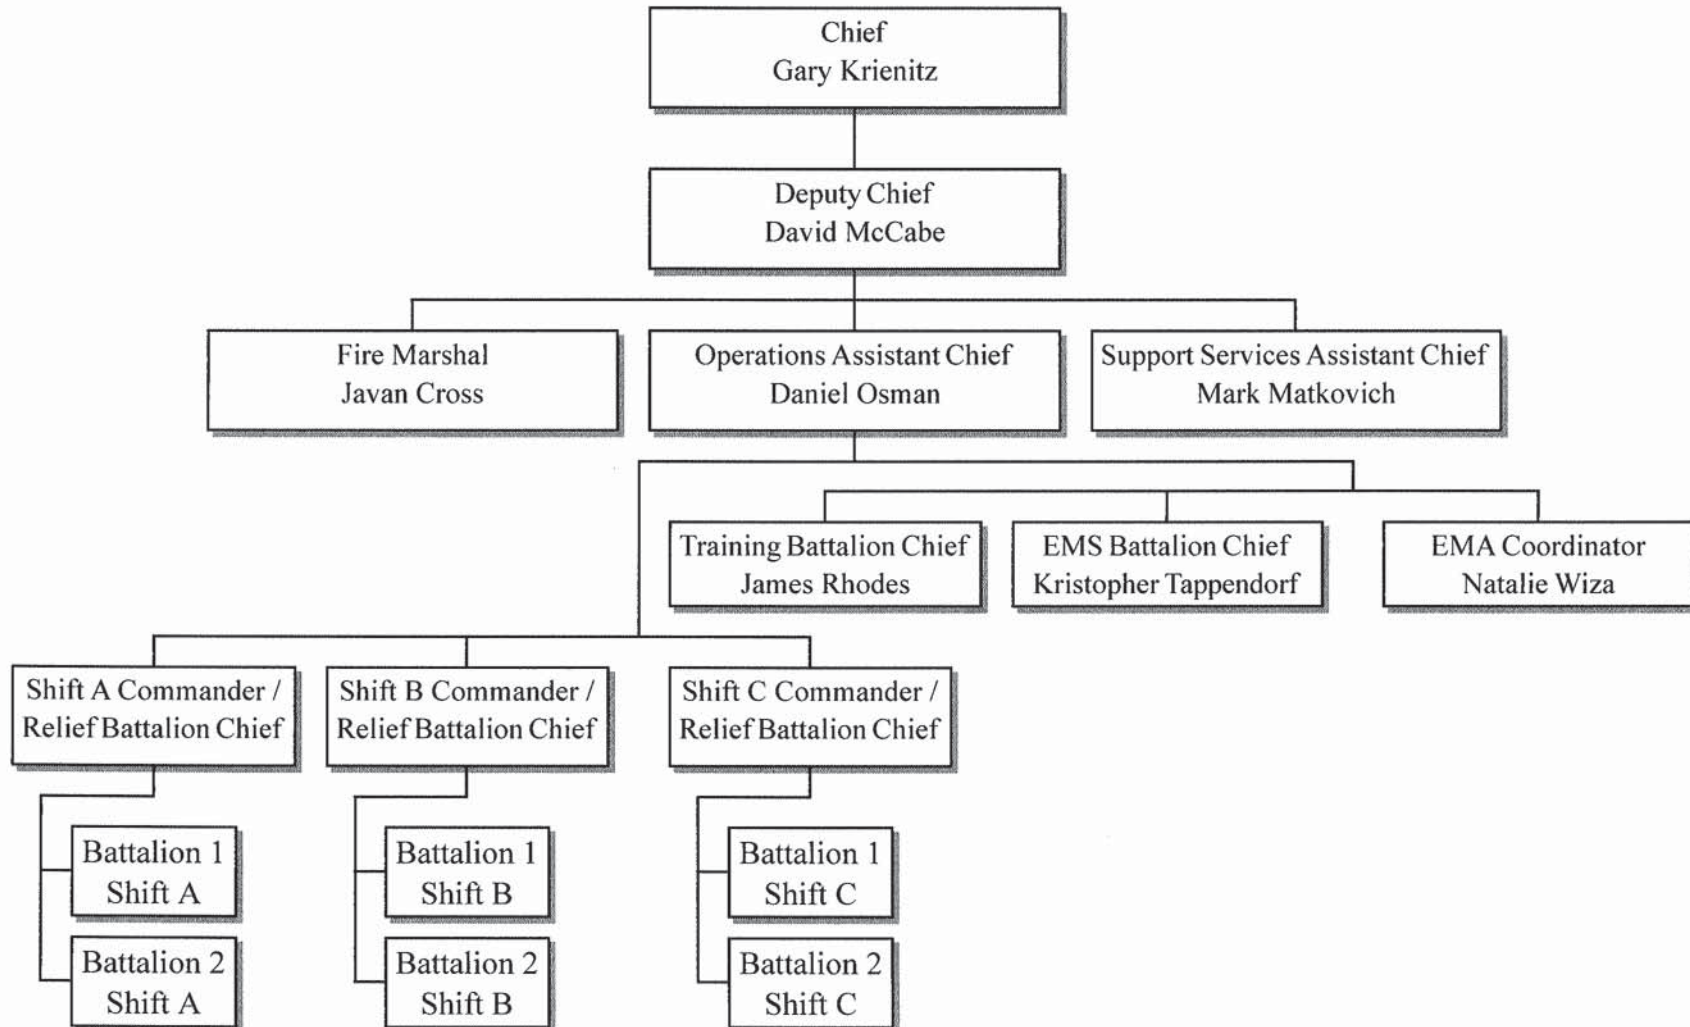 Chief
Gary Krienitz
Deputy Chief
David McCabe
Fire Marshal
Javan Cross
Operations Assistant Chief
Daniel Osman
Support Services Assistant Chief
Mark Matkovich
Training Battalion Chief
James Rhodes
EMS Battalion Chief
Kristopher Tappendorf
EMA Coordinator
Natalie Wiza
Shift A Commander /
Relief Battalion Chief
Shift B Commander /
Relief Battalion Chief
Shift C Commander /
Relief Battalion Chief
Battalion 1
Shift A
Battalion 1
Shift B
Battalion 1
Shift C
Battalion 2
Shift A
Battalion 2
Shift B
Battalion 2
Shift C